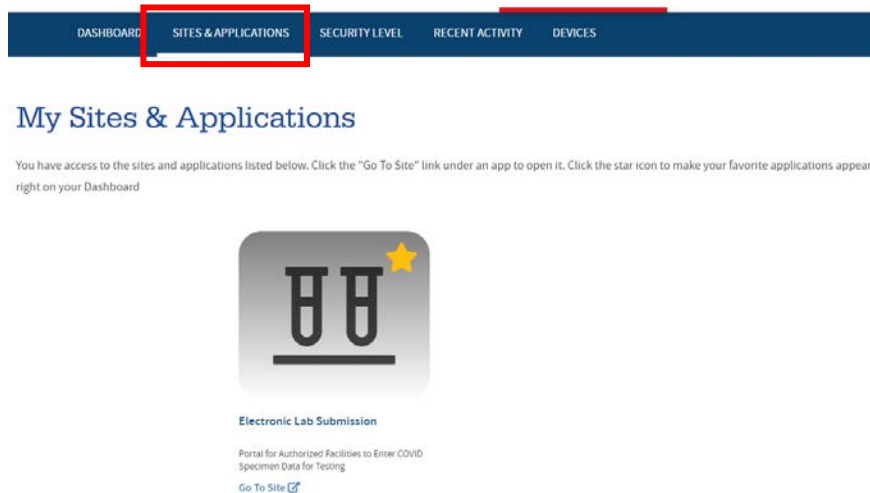 DASHBOARD SITES & APPLICATIONS SECURITY LEVEL RECENT ACTIVITY DEVICES
My Sites & Applications
You have access to the sites and applications listed below. Click the "Go To Site" link under an app to open it. Click the star icon to make your favorite applications appear
right on your Dashboard
Electronic Lab Submission
Portal for Authorized Facilities to Enter COVID
Specimen Data for Testing
Go To Site